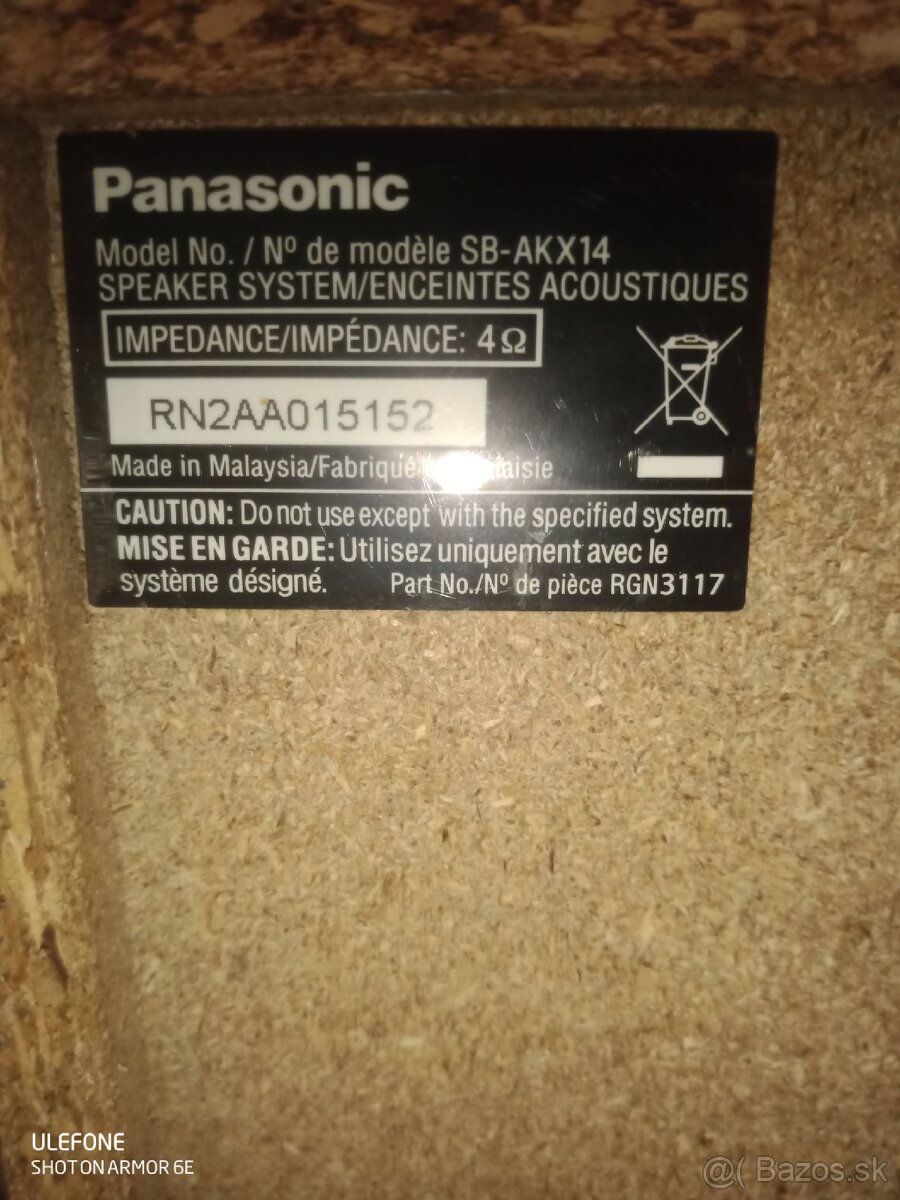 Panasonic
Model No. / Nº de modèle SB-AKX14
SPEAKER SYSTEM/ENCEINTES ACOUSTIQUES
IMPEDANCE/IMPÉDANCE: 4Ω
RN2AA015152
Made in Malaysia/Fabriqué
CAUTION: Do not use except with the specified system.
MISE EN GARDE: Utilisez uniquement avec le
système désigné. Part No./Nº de pièce RGN3117
ULEFONE
SHOT ON ARMOR 6E
@( Bazos.sk